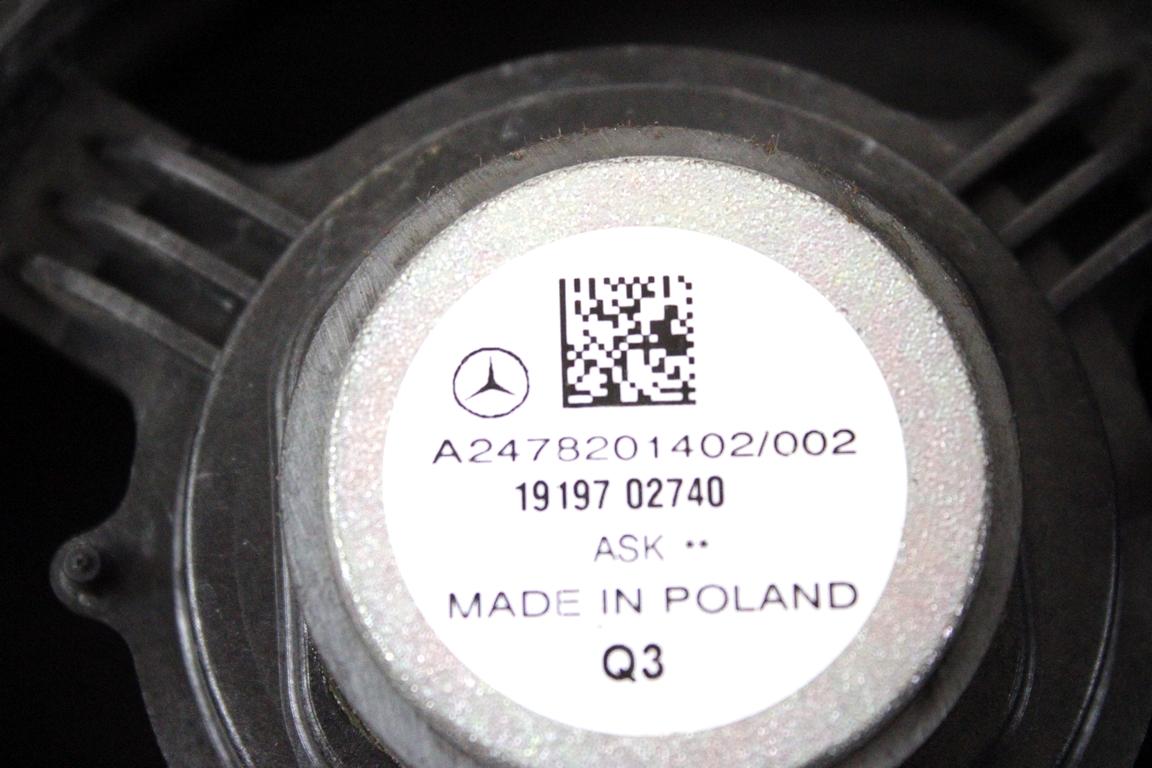 A2478201402/002
19197 02740
ASK ••
MADE IN POLAND
Q3